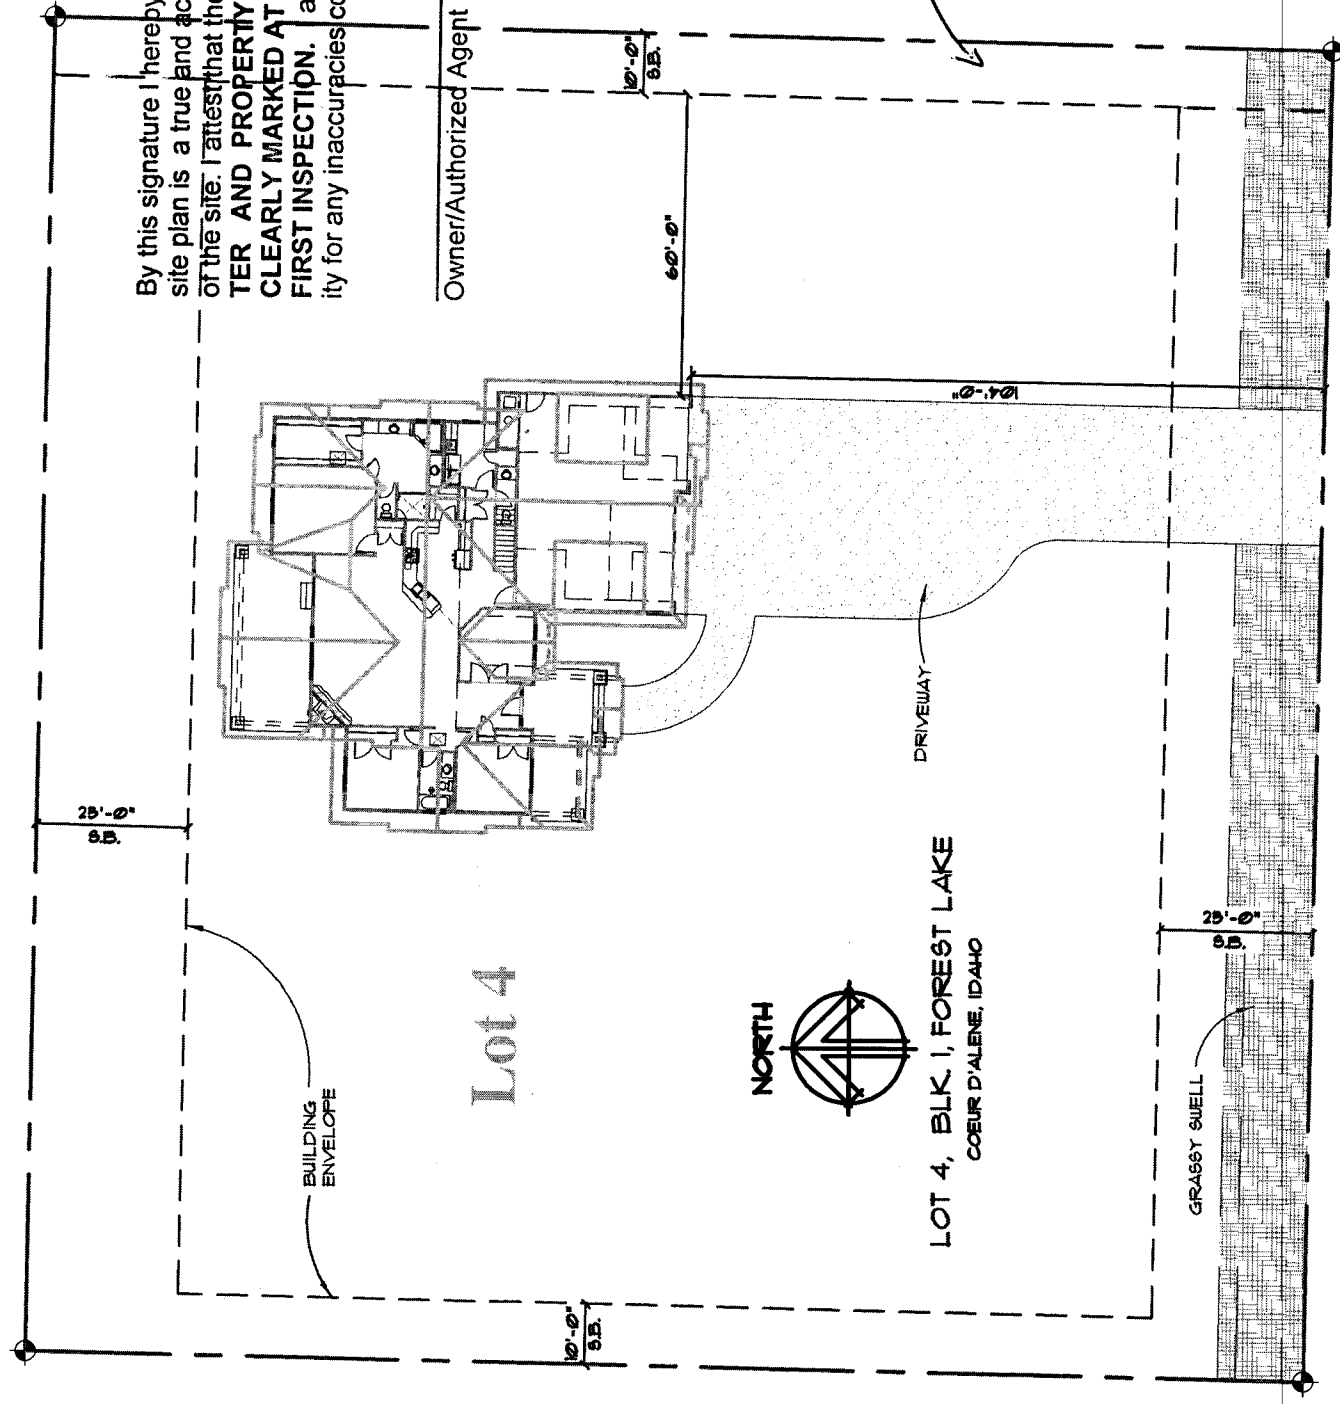 By this signature I hereby
site plan is a true and ac
of the site. I attest that the
TER AND PROPERTY
CLEARLY MARKED AT
FIRST INSPECTION. a
ity for any inaccuracies co
Owner/Authorized Agent
10'-0"
S.B.
60'-0"
104'-0"
25'-0"
S.B.
BUILDING
ENVELOPE
Lot 4
DRIVEWAY
NORTH
LOT 4, BLK. 1, FOREST LAKE
COEUR D'ALENE, IDAHO
25'-0"
S.B.
GRASSY SWELL
10'-0"
S.B.